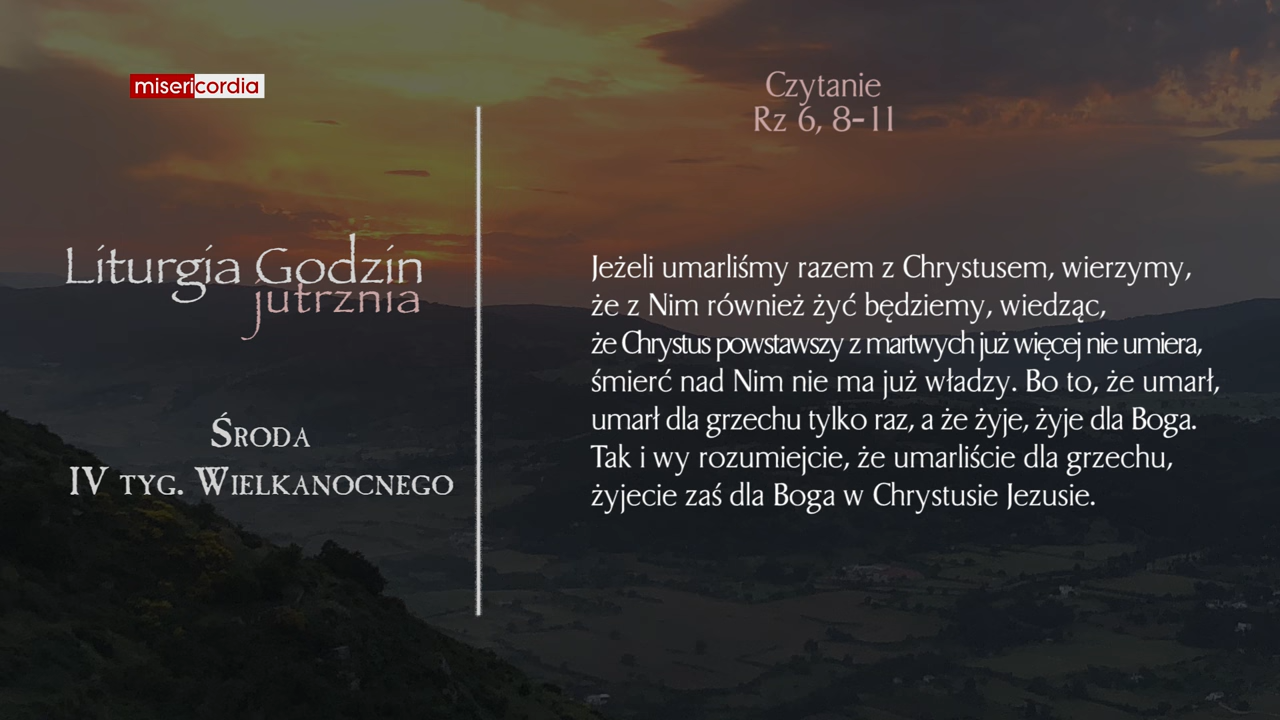 misericordia
Liturgia Godzin
jutrznia
Środa
IV tyg. Wielkanocnego
Czytanie
Rz 6, 8-11
Jeżeli umarliśmy razem z Chrystusem, wierzymy,
że z Nim również żyć będziemy, wiedząc,
że Chrystus powstawszy z martwych już więcej nie umiera,
śmierć nad Nim nie ma już władzy. Bo to, że umarł,
umarł dla grzechu tylko raz, a że żyje, żyje dla Boga.
Tak i wy rozumiejcie, że umarliście dla grzechu,
żyjecie zaś dla Boga w Chrystusie Jezusie.